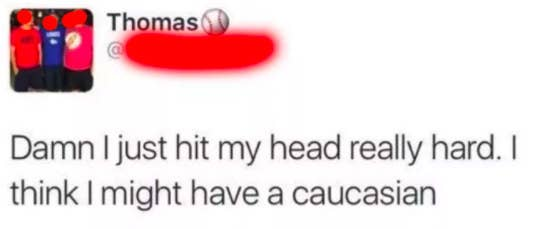 Thomas⚾
@
Damn I just hit my head really hard. I
think I might have a caucasian